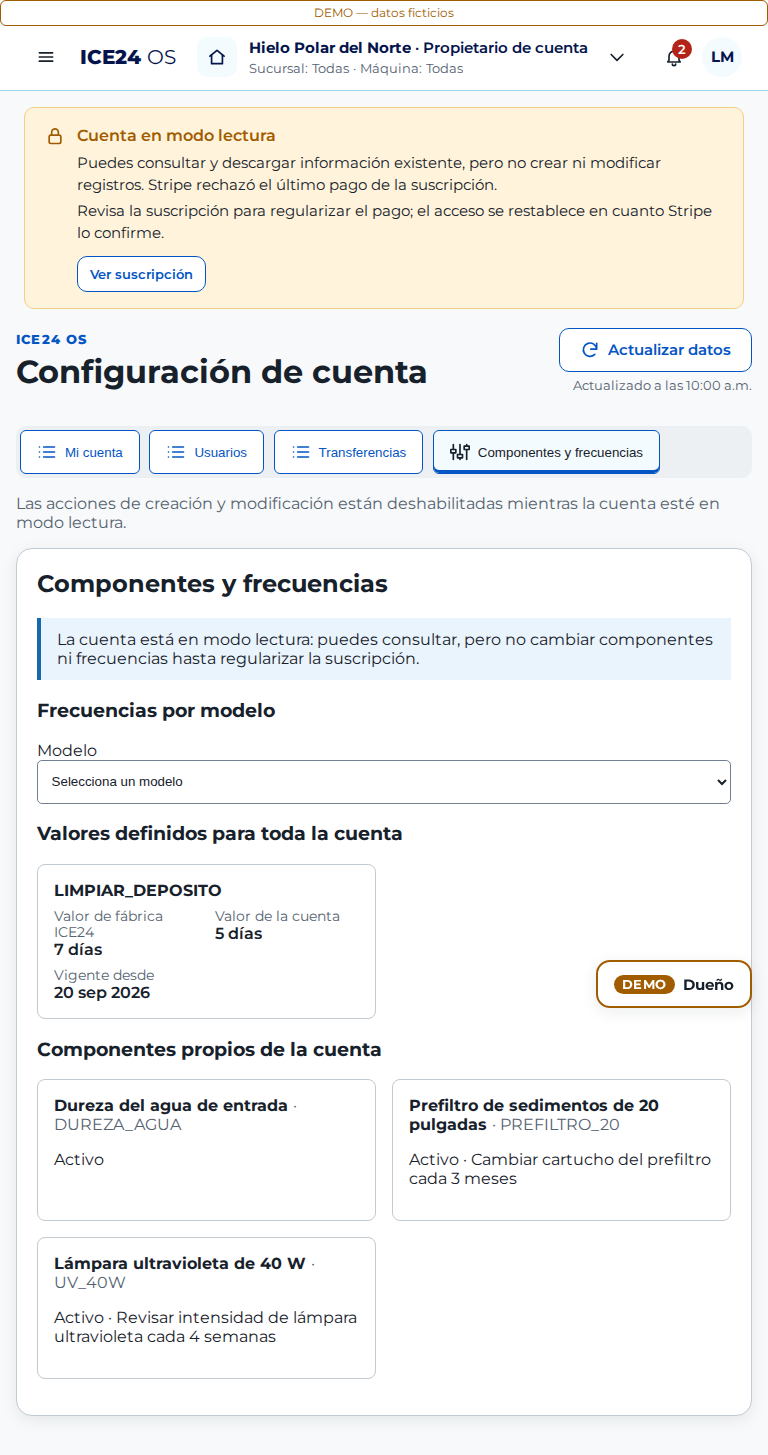 DEMO — datos ficticios
ICE24 OS
Hielo Polar del Norte · Propietario de cuenta
Sucursal: Todas · Máquina: Todas
2
LM
Cuenta en modo lectura
Puedes consultar y descargar información existente, pero no crear ni modificar
registros. Stripe rechazó el último pago de la suscripción.
Revisa la suscripción para regularizar el pago; el acceso se restablece en cuanto Stripe
lo confirme.
Ver suscripción
ICE24 OS
Configuración de cuenta
Actualizar datos
Actualizado a las 10:00 a.m.
Mi cuenta
Usuarios
Transferencias
Componentes y frecuencias
Las acciones de creación y modificación están deshabilitadas mientras la cuenta esté en
modo lectura.
Componentes y frecuencias
La cuenta está en modo lectura: puedes consultar, pero no cambiar componentes
ni frecuencias hasta regularizar la suscripción.
Frecuencias por modelo
Modelo
Selecciona un modelo
Valores definidos para toda la cuenta
LIMPIAR_DEPOSITO
Valor de fábrica
ICE24
7 días
Valor de la cuenta
5 días
Vigente desde
20 sep 2026
DEMO Dueño
Componentes propios de la cuenta
Dureza del agua de entrada ·
DUREZA_AGUA
Activo
Prefiltro de sedimentos de 20
pulgadas · PREFILTRO_20
Activo · Cambiar cartucho del prefiltro
cada 3 meses
Lámpara ultravioleta de 40 W ·
UV_40W
Activo · Revisar intensidad de lámpara
ultravioleta cada 4 semanas